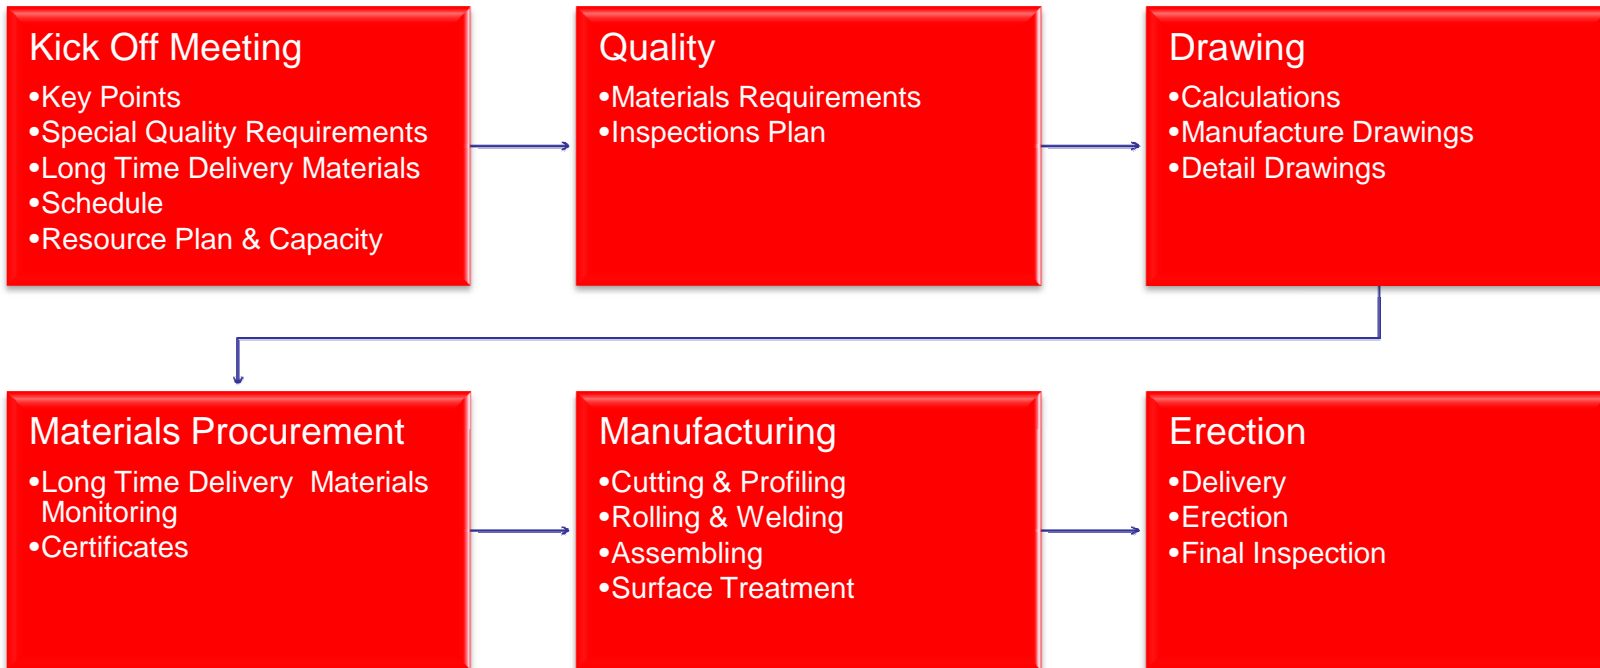 Kick Off Meeting
•Key Points
•Special Quality Requirements
•Long Time Delivery Materials
•Schedule
•Resource Plan & Capacity
Quality
•Materials Requirements
•Inspections Plan
Drawing
•Calculations
•Manufacture Drawings
•Detail Drawings
Materials Procurement
•Long Time Delivery Materials
Monitoring
•Certificates
Manufacturing
•Cutting & Profiling
•Rolling & Welding
•Assembling
•Surface Treatment
Erection
•Delivery
•Erection
•Final Inspection